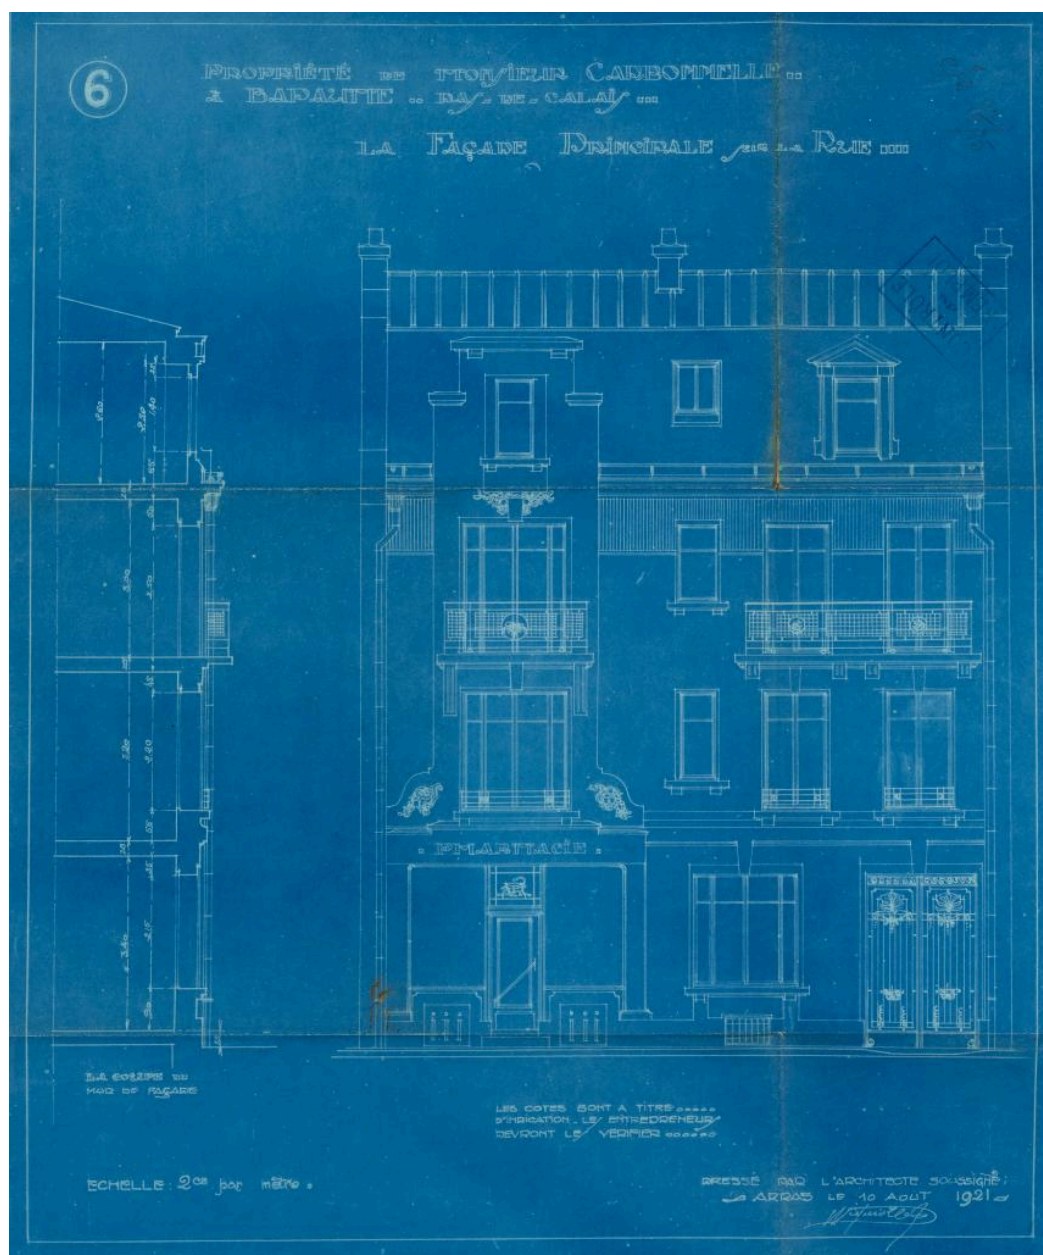 6
PROPRIÉTÉ DE MONSIEUR CARBOMMELLE..
A BAPAUME .. PAS-DE-CALAIS ....
LA FAÇADE PRINCIPALE SUR LA RUE ....
PHARMACIE
LA COUPE DU
MUR DE FAÇADE
LES COTES SONT A TITRE
D'INDICATION. LES ENTREPRENEURS
DEVRONT LES VÉRIFIER
ECHELLE : 2cm par mètre.
DRESSÉ PAR L'ARCHITECTE SOUSSIGNÉ:
ARRAS LE 10 AOUT 1921